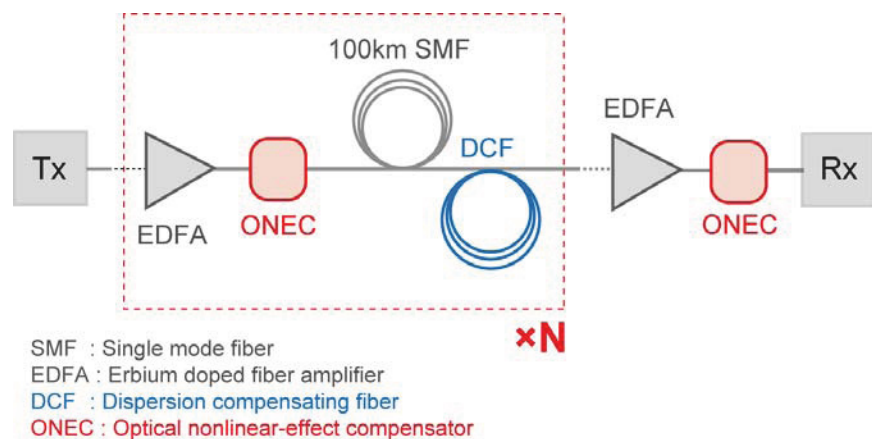 100km SMF
EDFA
Tx
DCF
Rx
EDFA
ONEC
ONEC
×N
SMF : Single mode fiber
EDFA : Erbium doped fiber amplifier
DCF : Dispersion compensating fiber
ONEC : Optical nonlinear-effect compensator